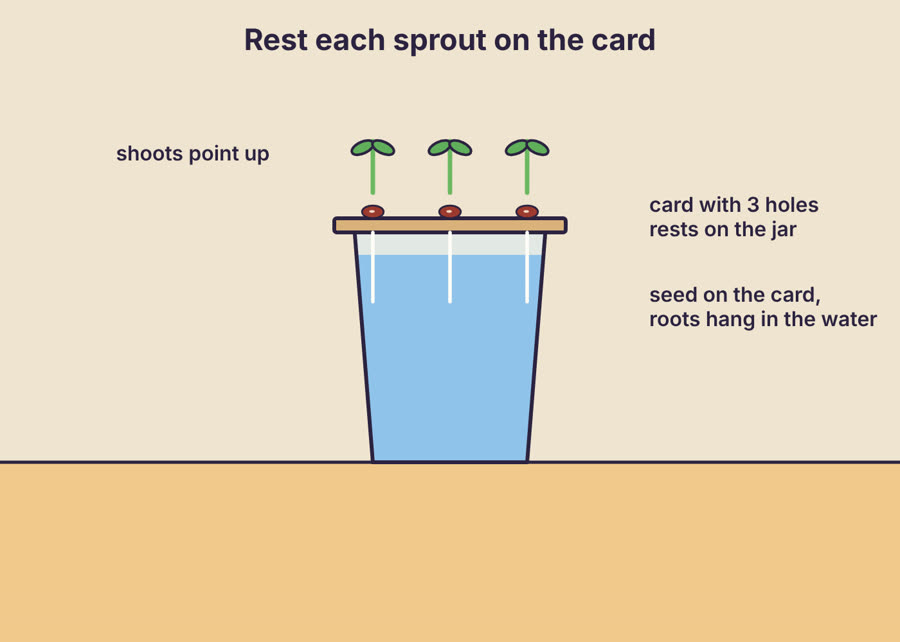 Rest each sprout on the card
shoots point up
card with 3 holes
rests on the jar
seed on the card,
roots hang in the water